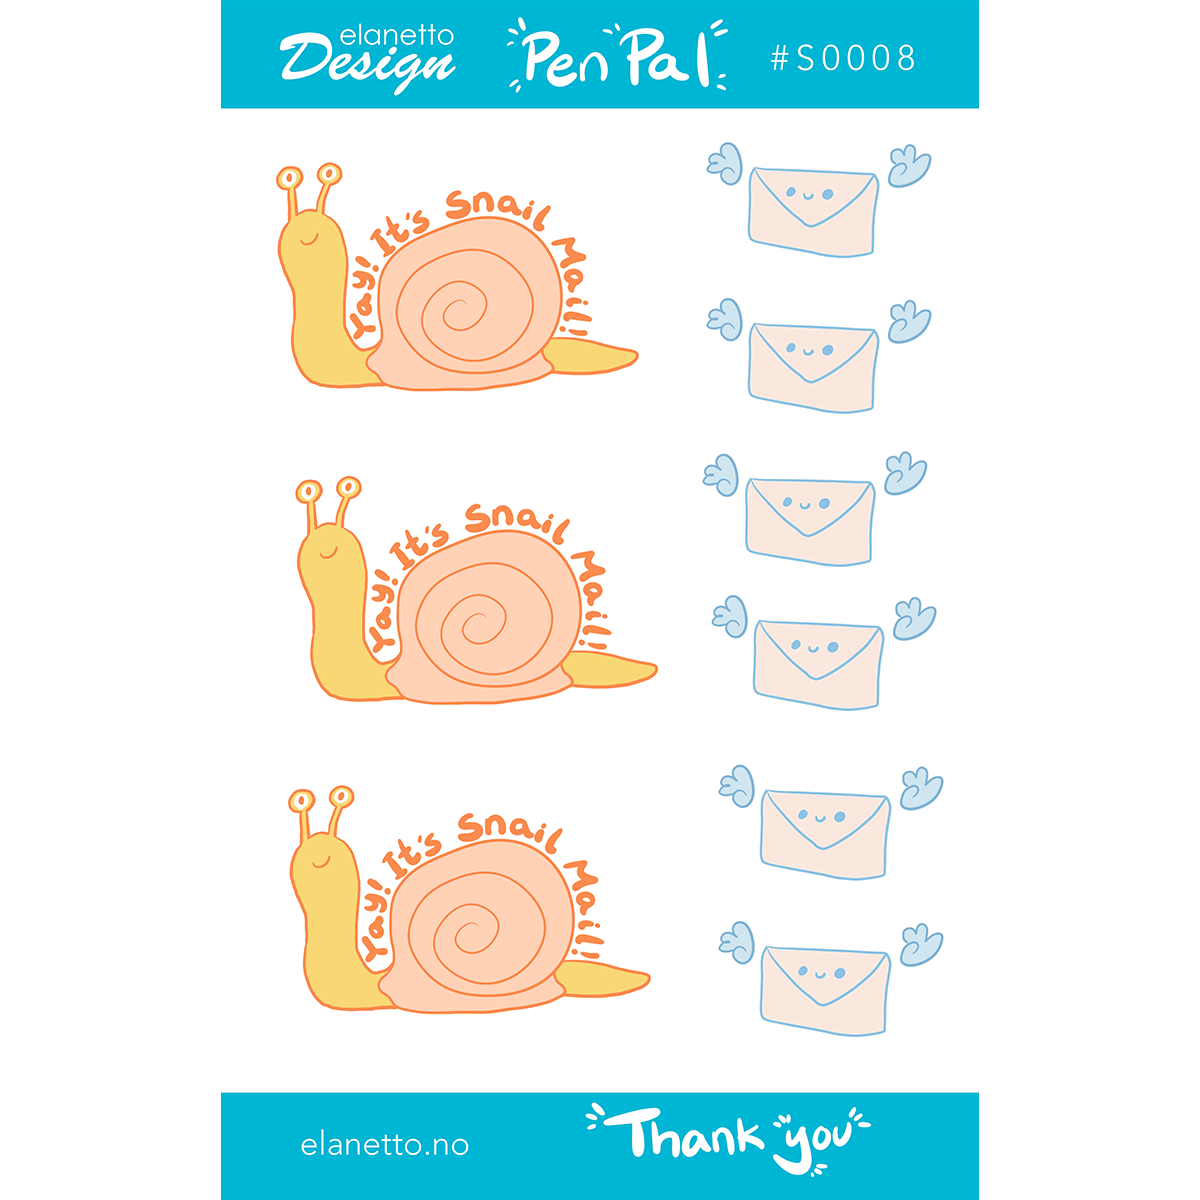 elanetto
Design
Pen Pal
#S0008
Yay! It's Snail Mail!
Yay! It's Snail Mail!
Yay! It's Snail Mail!
elanetto.no
Thank you